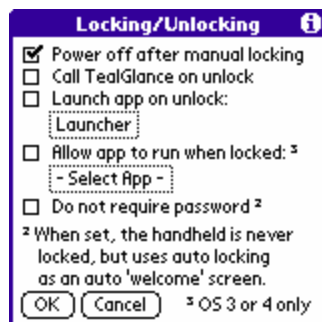 Locking/Unlocking i
Power off after manual locking
Call TealGlance on unlock
Launch app on unlock:
Launcher
Allow app to run when locked: ³
- Select App -
Do not require password ²
² When set, the handheld is never
locked, but uses auto locking
as an auto 'welcome' screen.
OK Cancel ³ OS 3 or 4 only